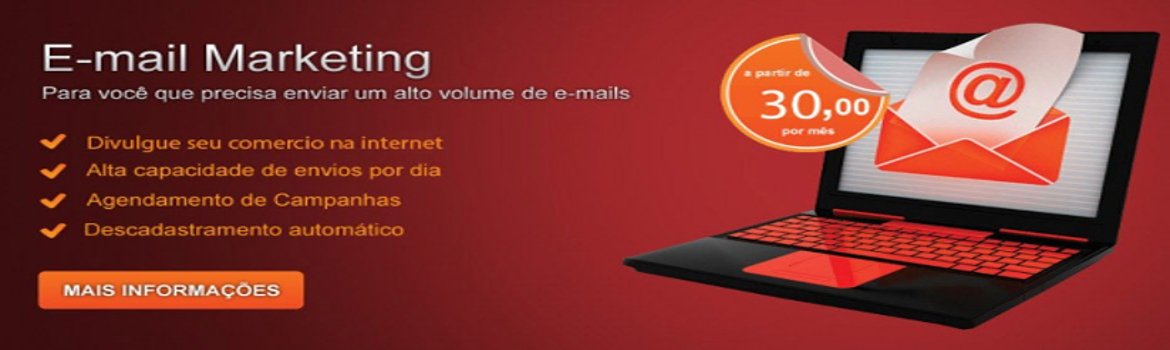 E-mail Marketing
Para você que precisa enviar um alto volume de e-mails
Divulgue seu comercio na internet
Alta capacidade de envios por dia
Agendamento de Campanhas
Descadastramento automático
MAIS INFORMAÇÕES
a partir de
30,00
por mês
@